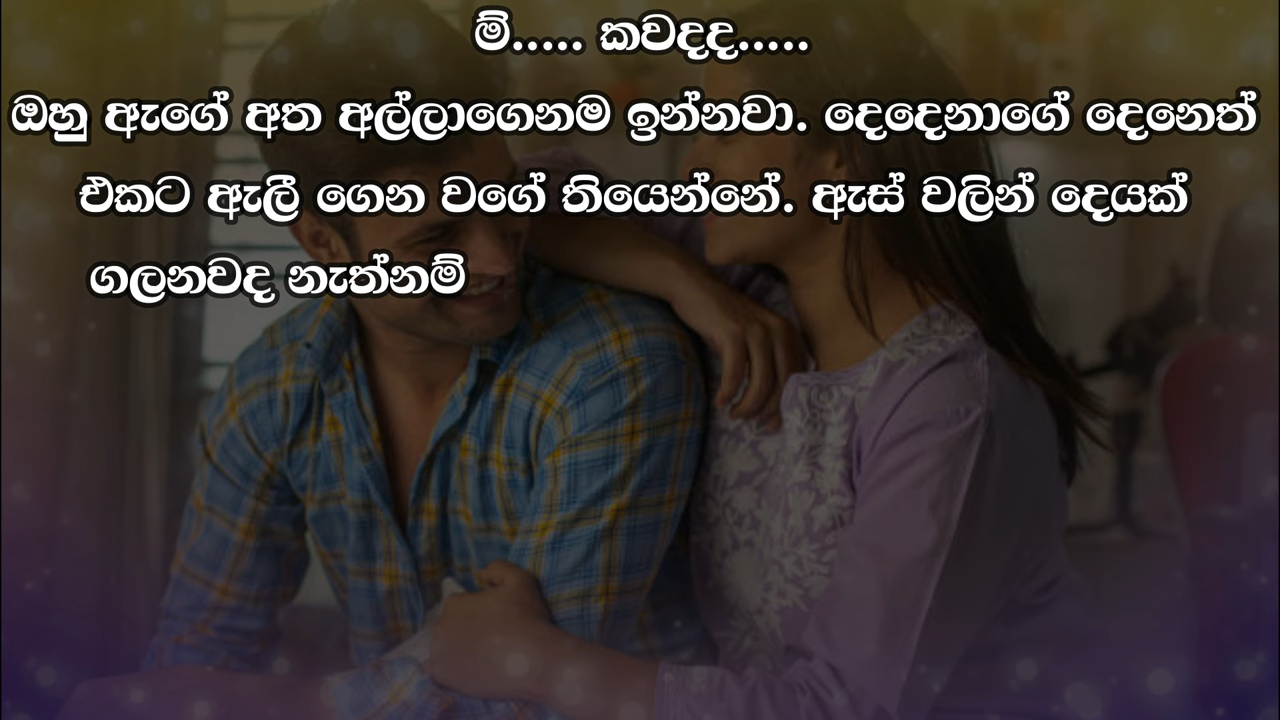 ම්..... කවදද.....
ඔහු ඇගේ අත අල්ලාගෙනම ඉන්නවා. දෙදෙනාගේ දෙනෙත්
එකට ඇලී ගෙන වගේ තියෙන්නේ. ඇස් වලින් දෙයක්
ගලනවද නැත්නම්